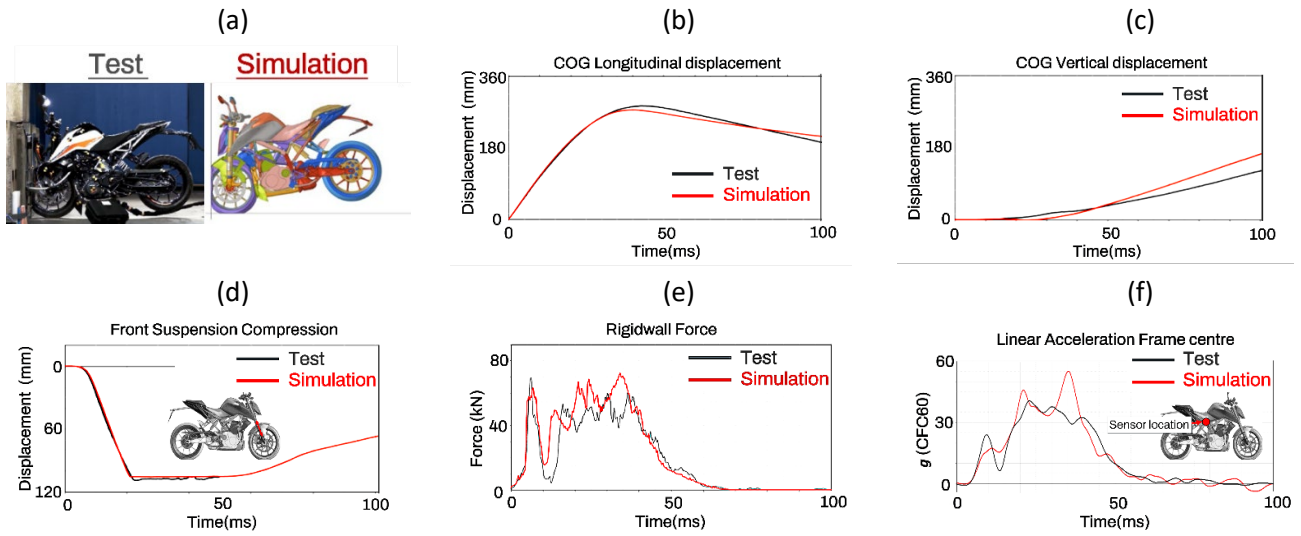 (a)
Test
Simulation
(b)
COG Longitudinal displacement
Displacement (mm)
360
180
0
Test
Simulation
0
50
100
Time(ms)
(c)
COG Vertical displacement
Displacement (mm)
360
180
0
Test
Simulation
0
50
100
Time(ms)
(d)
Front Suspension Compression
Displacement (mm)
0
60
120
Test
Simulation
0
50
100
Time(ms)
(e)
Rigidwall Force
Force (kN)
80
40
0
Test
Simulation
0
50
100
Time(ms)
(f)
Linear Acceleration Frame centre
g (CFC60)
60
30
0
Test
Simulation
Sensor location
0
50
100
Time(ms)